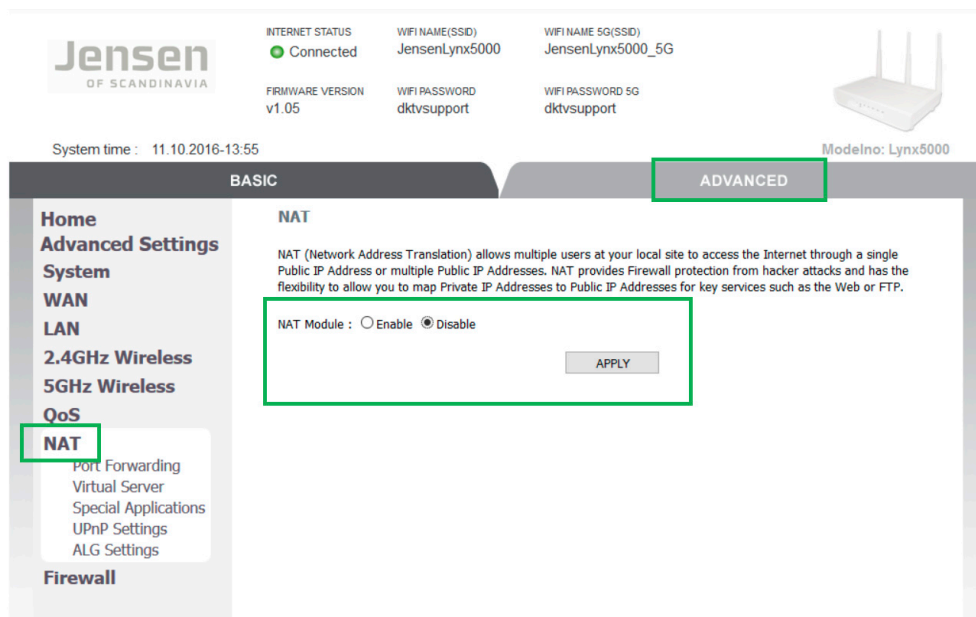 Jensen
OF SCANDINAVIA
INTERNET STATUS
Connected
WIFI NAME(SSID)
JensenLynx5000
WIFI NAME 5G(SSID)
JensenLynx5000_5G
FIRMWARE VERSION
v1.05
WIFI PASSWORD
dktvsupport
WIFI PASSWORD 5G
dktvsupport
System time : 11.10.2016-13:55
Modelno: Lynx5000
BASIC
ADVANCED
Home
Advanced Settings
System
WAN
LAN
2.4GHz Wireless
5GHz Wireless
QoS
NAT
Port Forwarding
Virtual Server
Special Applications
UPnP Settings
ALG Settings
Firewall
NAT
NAT (Network Address Translation) allows multiple users at your local site to access the Internet through a single
Public IP Address or multiple Public IP Addresses. NAT provides Firewall protection from hacker attacks and has the
flexibility to allow you to map Private IP Addresses to Public IP Addresses for key services such as the Web or FTP.
NAT Module : Enable Disable
APPLY